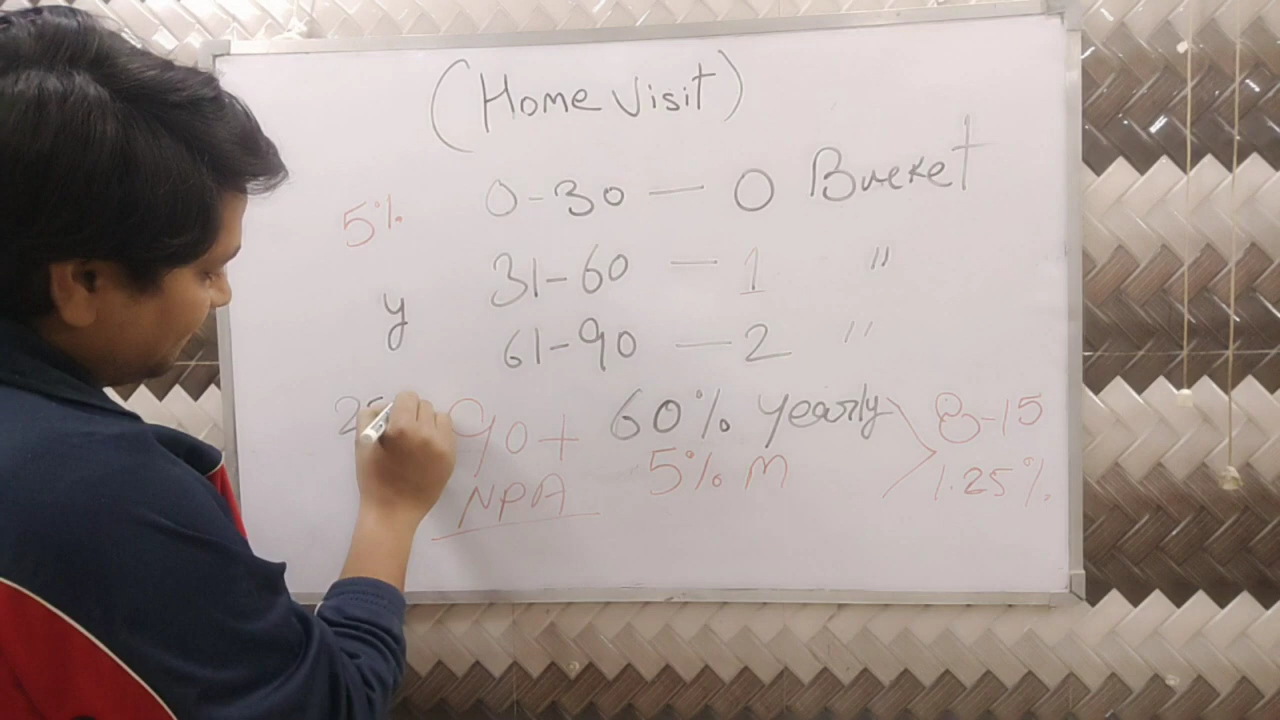 (Home Visit)
5% 0-30 — 0 Bucket
31-60 — 1 "
y
61-90 — 2 "
90+ 60% yearly 8-15
NPA 5% M 1.25%